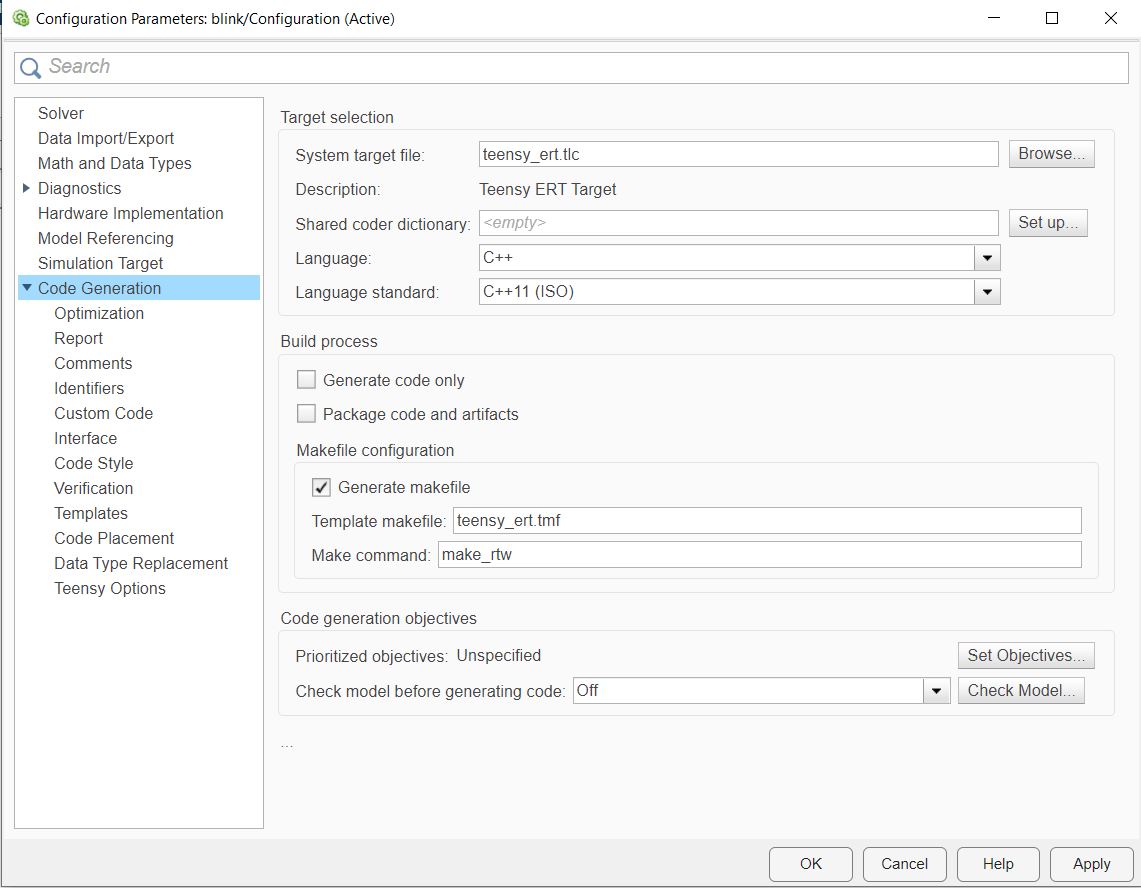 Configuration Parameters: blink/Configuration (Active)
Search
Solver
Data Import/Export
Math and Data Types
Diagnostics
Hardware Implementation
Model Referencing
Simulation Target
Code Generation
Optimization
Report
Comments
Identifiers
Custom Code
Interface
Code Style
Verification
Templates
Code Placement
Data Type Replacement
Teensy Options
Target selection
System target file: teensy_ert.tlc Browse...
Description: Teensy ERT Target
Shared coder dictionary: <empty> Set up...
Language: C++
Language standard: C++11 (ISO)
Build process
Generate code only
Package code and artifacts
Makefile configuration
Generate makefile
Template makefile: teensy_ert.tmf
Make command: make_rtw
Code generation objectives
Prioritized objectives: Unspecified Set Objectives...
Check model before generating code: Off Check Model...
...
OK Cancel Help Apply